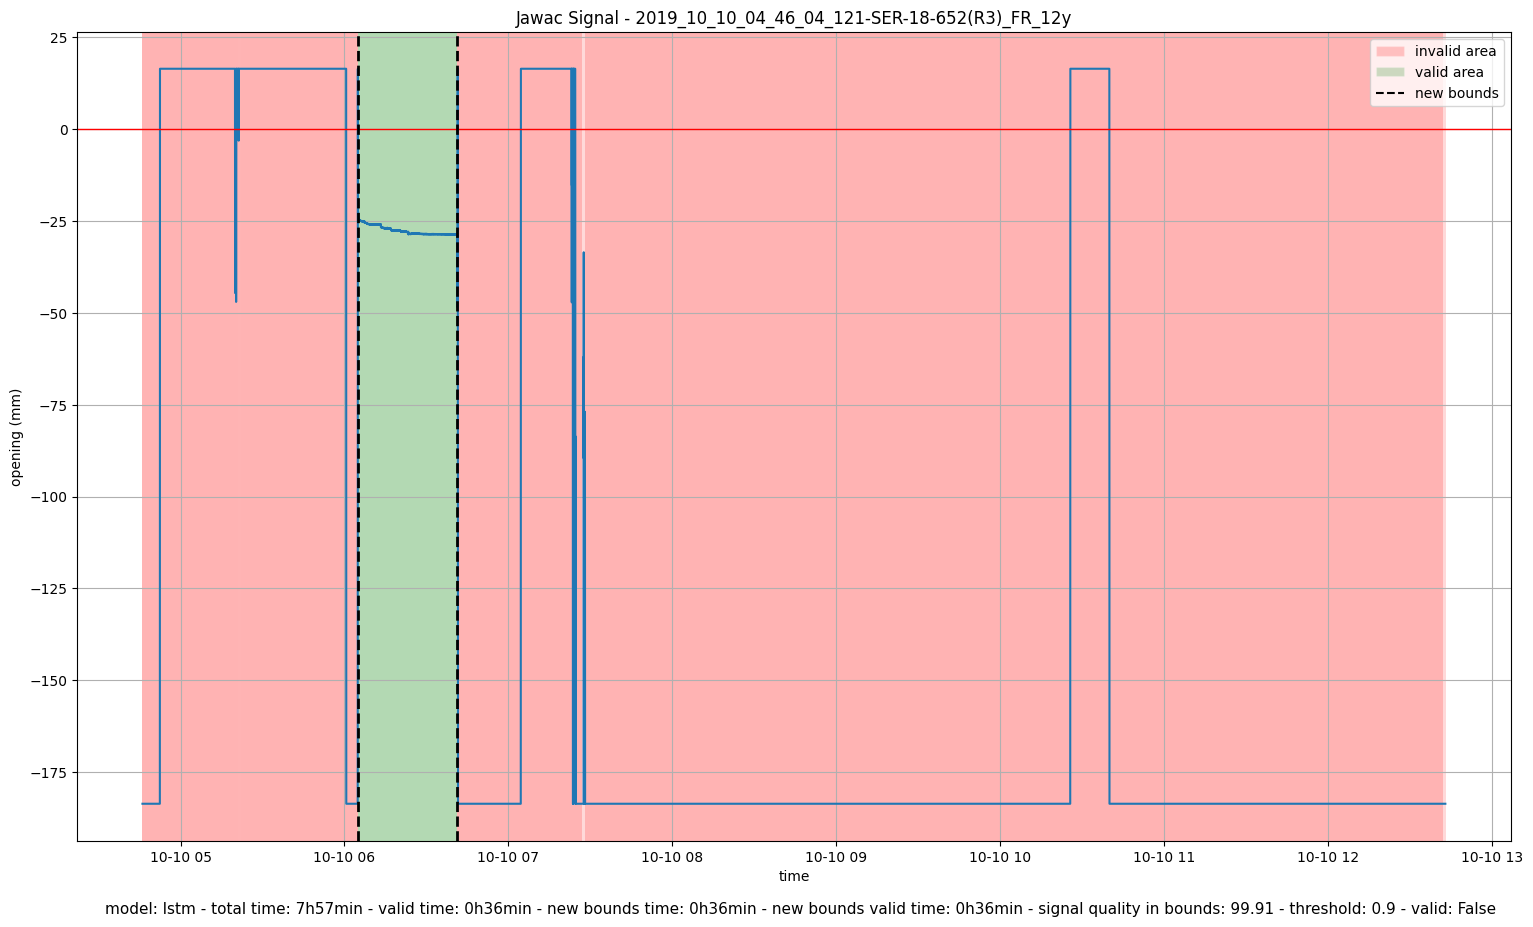 Jawac Signal - 2019_10_10_04_46_04_121-SER-18-652(R3)_FR_12y
invalid area
valid area
new bounds
25
0
−25
−50
−75
−100
−125
−150
−175
opening (mm)
10-10 05 10-10 06 10-10 07 10-10 08 10-10 09 10-10 10 10-10 11 10-10 12 10-10 13
time
model: lstm - total time: 7h57min - valid time: 0h36min - new bounds time: 0h36min - new bounds valid time: 0h36min - signal quality in bounds: 99.91 - threshold: 0.9 - valid: False